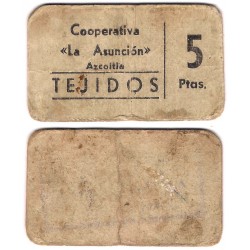 Cooperativa
«La Asunción»
Azcoitia
TEJIDOS
5
Ptas.